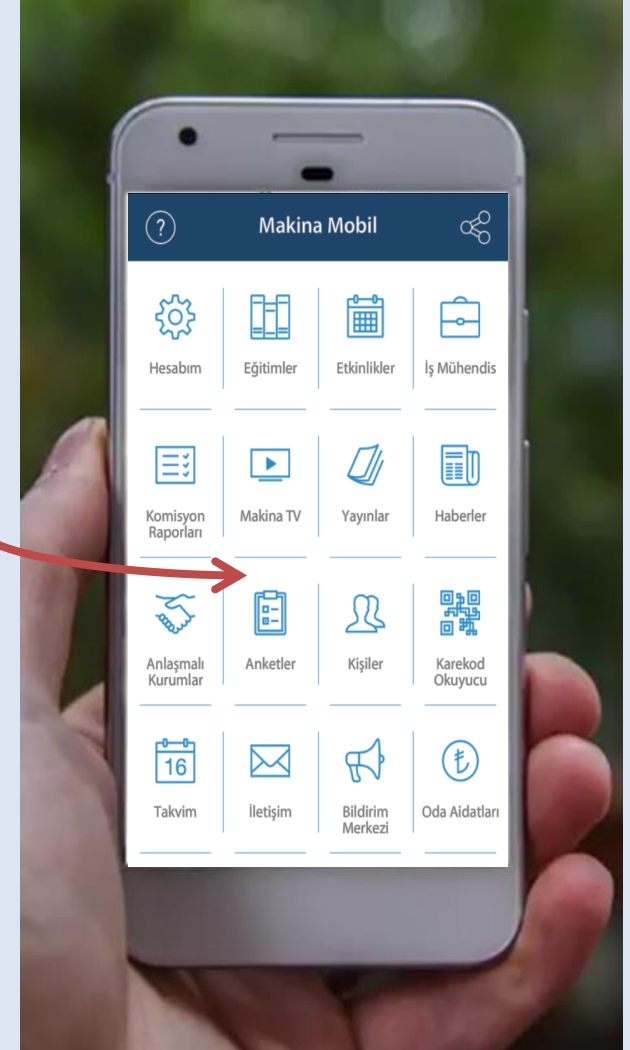 ?
Makina Mobil
Hesabım
Eğitimler
Etkinlikler
İş Mühendis
Komisyon
Raporları
Makina TV
Yayınlar
Haberler
Anlaşmalı
Kurumlar
Anketler
Kişiler
Karekod
Okuyucu
16
Takvim
İletişim
Bildirim
Merkezi
Oda Aidatları